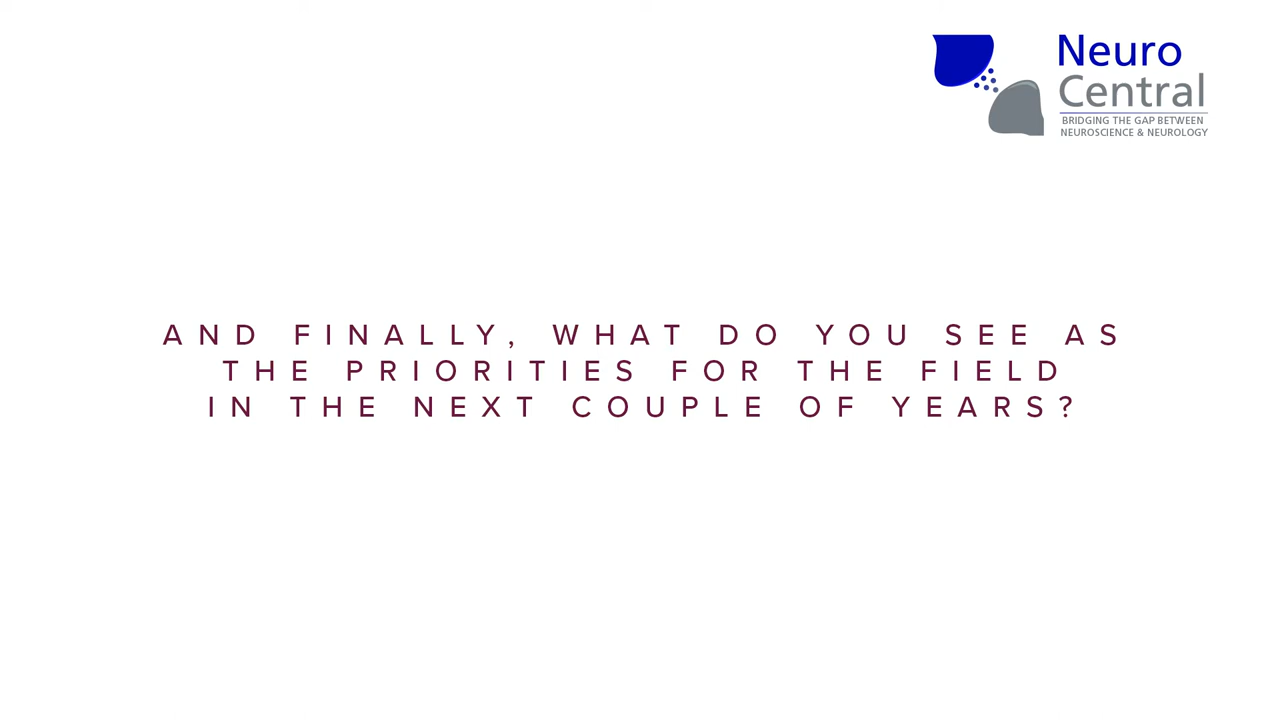 Neuro
Central
BRIDGING THE GAP BETWEEN
NEUROSCIENCE & NEUROLOGY
AND FINALLY, WHAT DO YOU SEE AS
THE PRIORITIES FOR THE FIELD
IN THE NEXT COUPLE OF YEARS?